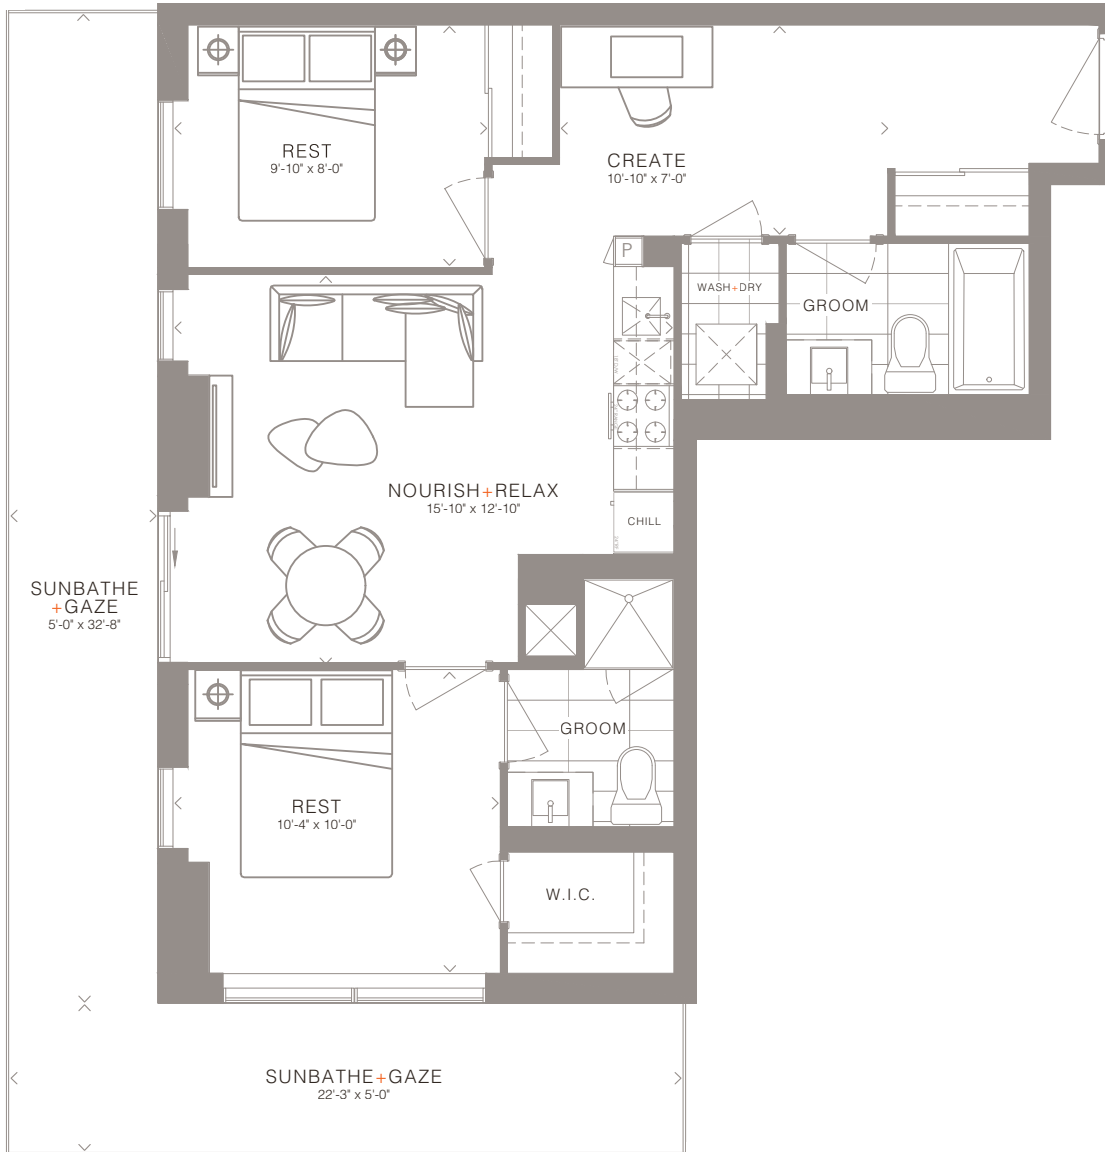 REST
9'-10" x 8'-0"
CREATE
10'-10" x 7'-0"
P
WASH+DRY
GROOM
NOURISH+RELAX
15'-10" x 12'-10"
CHILL
SUNBATHE
+GAZE
5'-0" x 32'-8"
GROOM
REST
10'-4" x 10'-0"
W.I.C.
SUNBATHE+GAZE
22'-3" x 5'-0"